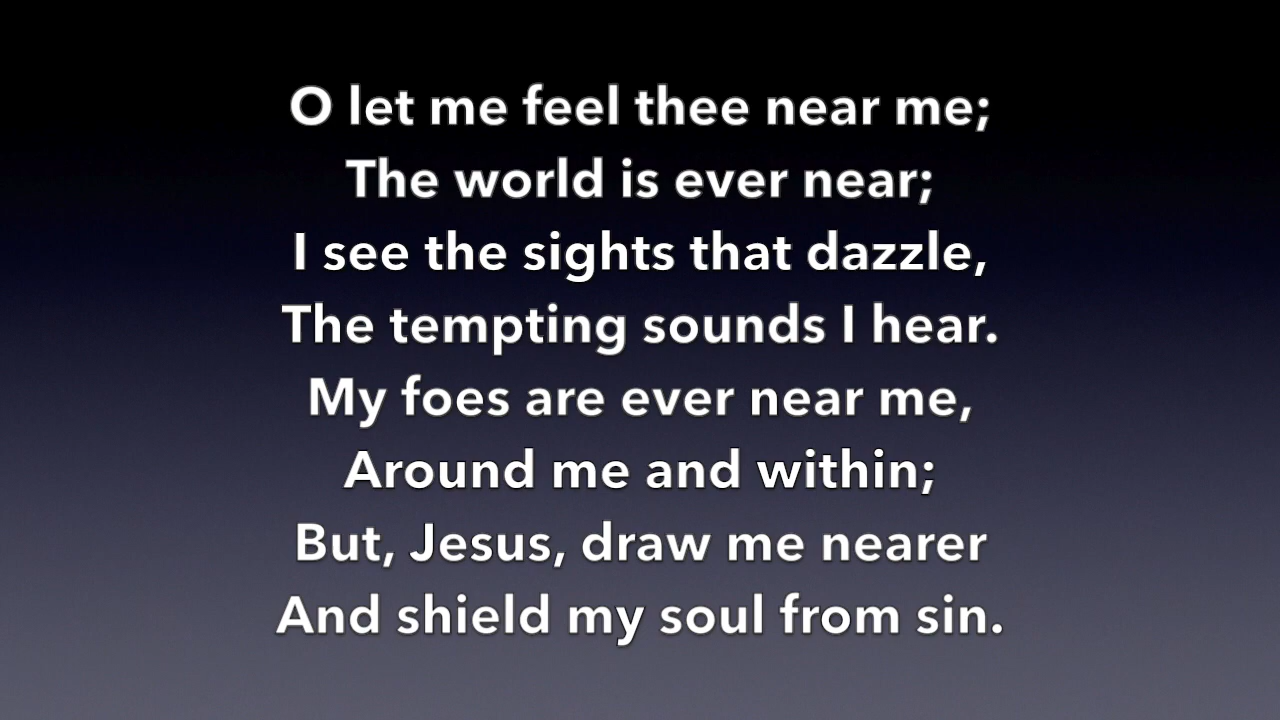 O let me feel thee near me;
The world is ever near;
I see the sights that dazzle,
The tempting sounds I hear.
My foes are ever near me,
Around me and within;
But, Jesus, draw me nearer
And shield my soul from sin.